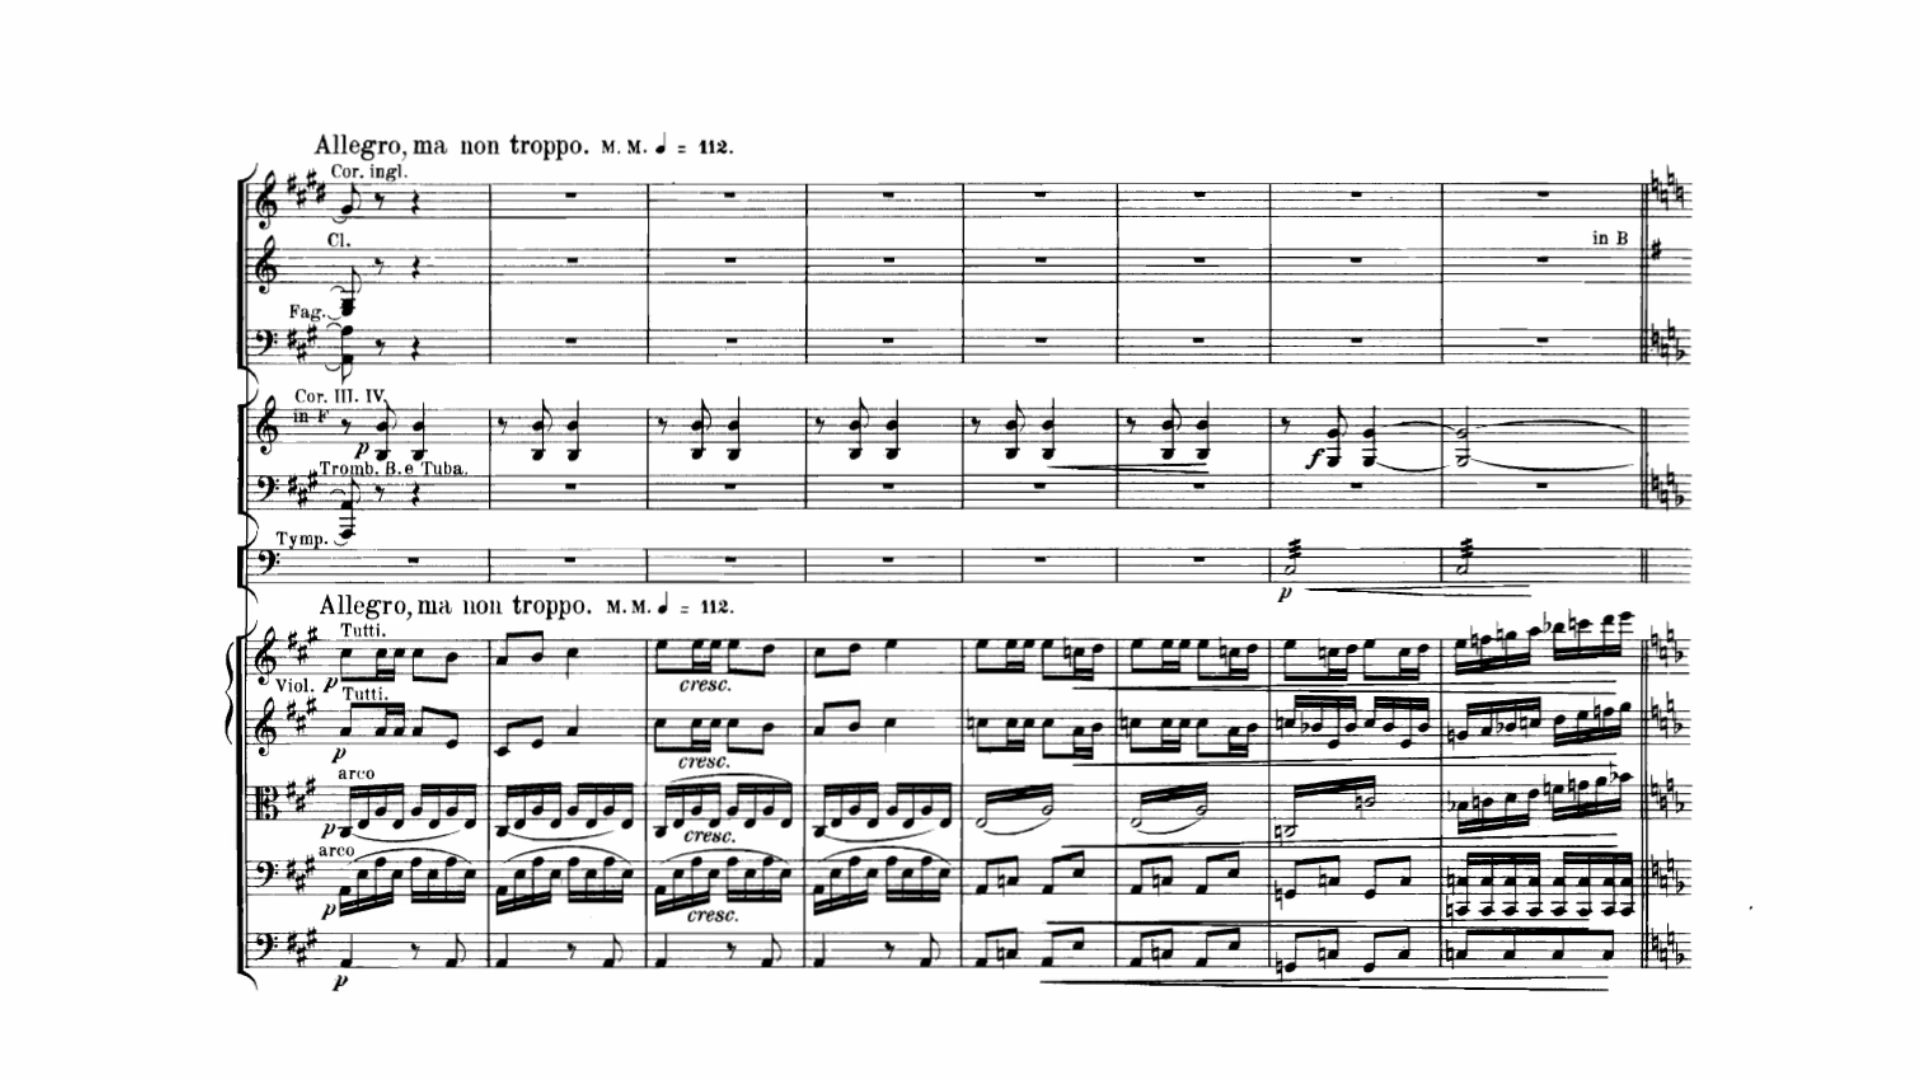 Allegro, ma non troppo. M. M. ♩ = 112.
Cor. ingl.
Cl.
in B
Fag.
Cor. III. IV.
in F
p
f
Tromb. B. e Tuba.
Tymp.
p
Allegro, ma non troppo. M. M. ♩ = 112.
Tutti.
p
cresc.
Viol.
Tutti.
p
cresc.
arco
p
cresc.
arco
p
cresc.
p